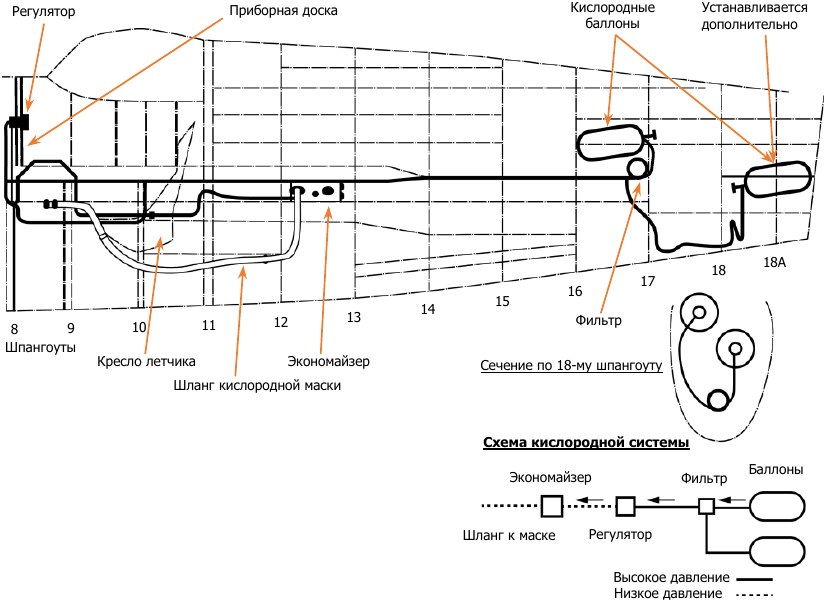 Регулятор
Приборная доска
Кислородные
баллоны
Устанавливается
дополнительно
8
9
10
11
12
13
14
15
16
17
18
18А
Шпангоуты
Кресло летчика
Экономайзер
Шланг кислородной маски
Фильтр
Сечение по 18-му шпангоуту
Схема кислородной системы
Экономайзер
Фильтр
Баллоны
Шланг к маске
Регулятор
Высокое давление
Низкое давление